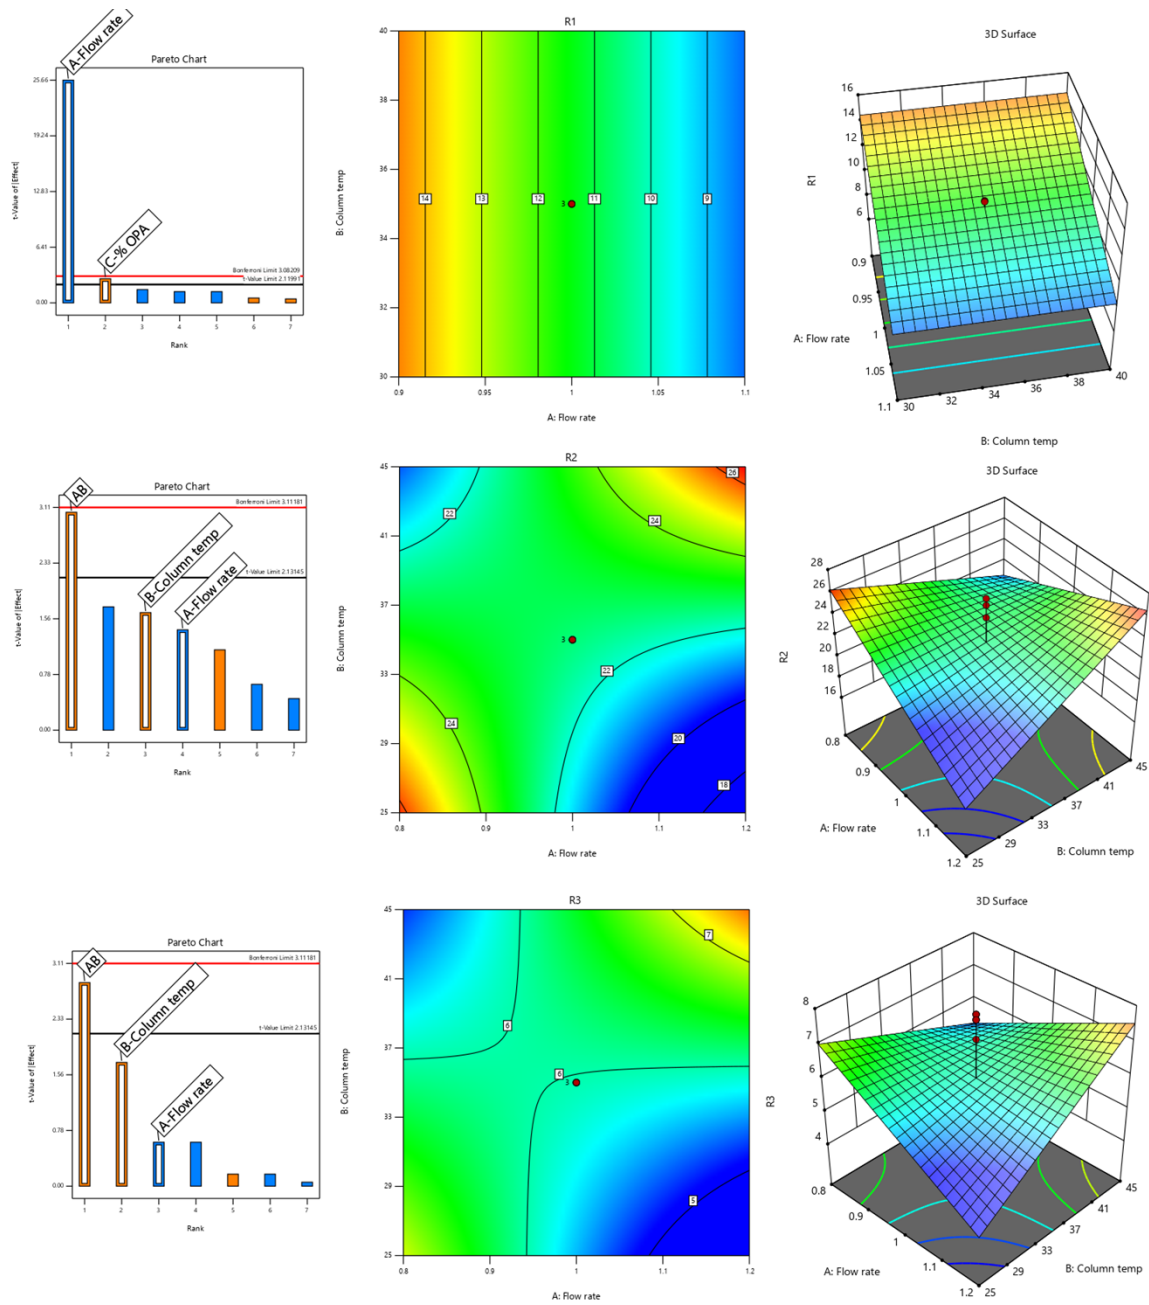 A-Flow rate
Pareto Chart
25.66
19.24
12.83
6.41
0.00
t-Value of |Effect|
C-% OPA
Bonferroni Limit 3.08209
t-Value Limit 2.11991
1 2 3 4 5 6 7
Rank
R1
40
38
36
34
32
30
B: Column temp
14 13 12 3 11 10 9
0.9 0.95 1 1.05 1.1
A: Flow rate
3D Surface
16
14
12
10
8
6
R1
0.9
0.95
1
1.05
1.1
A: Flow rate
30 32 34 36 38 40
B: Column temp
AB
Pareto Chart
3.11
2.33
1.56
0.78
0.00
t-Value of |Effect|
Bonferroni Limit 3.11181
B-Column temp
A-Flow rate
t-Value Limit 2.13145
1 2 3 4 5 6 7
Rank
R2
45
41
37
33
29
25
B: Column temp
26
22
24
3
22
24
20
18
0.8 0.9 1 1.1 1.2
A: Flow rate
3D Surface
28
26
24
22
20
18
16
R2
0.8
0.9
1
1.1
1.2
A: Flow rate
25 29 33 37 41 45
B: Column temp
Pareto Chart
AB
3.11
2.33
1.56
0.78
0.00
t-Value of |Effect|
Bonferroni Limit 3.11181
B-Column temp
t-Value Limit 2.13145
A-Flow rate
1 2 3 4 5 6 7
Rank
R3
45
41
37
33
29
25
B: Column temp
7
6
6
3
5
0.8 0.9 1 1.1 1.2
A: Flow rate
3D Surface
8
7
6
5
4
3
R3
0.8
0.9
1
1.1
1.2
A: Flow rate
25 29 33 37 41 45
B: Column temp